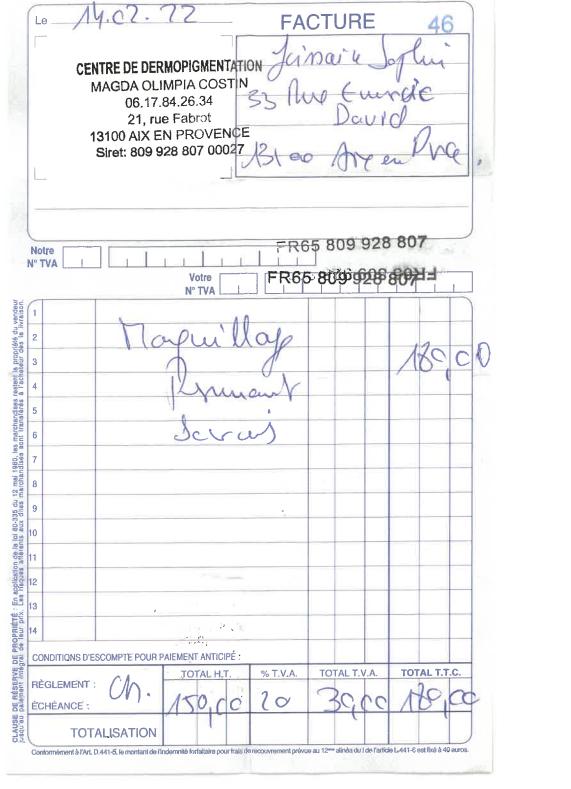 Le 14.02.22
FACTURE 46
CENTRE DE DERMOPIGMENTATION
MAGDA OLIMPIA COSTIN
06.17.84.26.34
21, rue Fabrot
13100 AIX EN PROVENCE
Siret: 809 928 807 00027
Sophie
33 Rue
David
13100 Aix en Pce.
Notre
N° TVA
FR65 809 928 807
Votre
N° TVA
FR65 809 928 807
1
2
3
4
5
6
7
8
9
10
11
12
13
14
Maquillage
180,00
Permanent
CLAUSE DE RÉSERVE DE PROPRIÉTÉ : En application de la loi 80-335 du 12 mai 1980, les marchandises restent la propriété du vendeur
jusqu'au paiement intégral de leur prix. Les risques afférents aux dites marchandises sont transférés à l'acheteur dès la livraison.
CONDITIONS D'ESCOMPTE POUR PAIEMENT ANTICIPÉ :
RÈGLEMENT : Ch.
ÉCHÉANCE :
TOTAL H.T. % T.V.A. TOTAL T.V.A. TOTAL T.T.C.
150,00 20 30,00 180,00
TOTALISATION
Conformément à l'Art. D.441-5, le montant de l'indemnité forfaitaire pour frais de recouvrement prévue au 12ème alinéa du I de l'article L.441-6 est fixé à 40 euros.